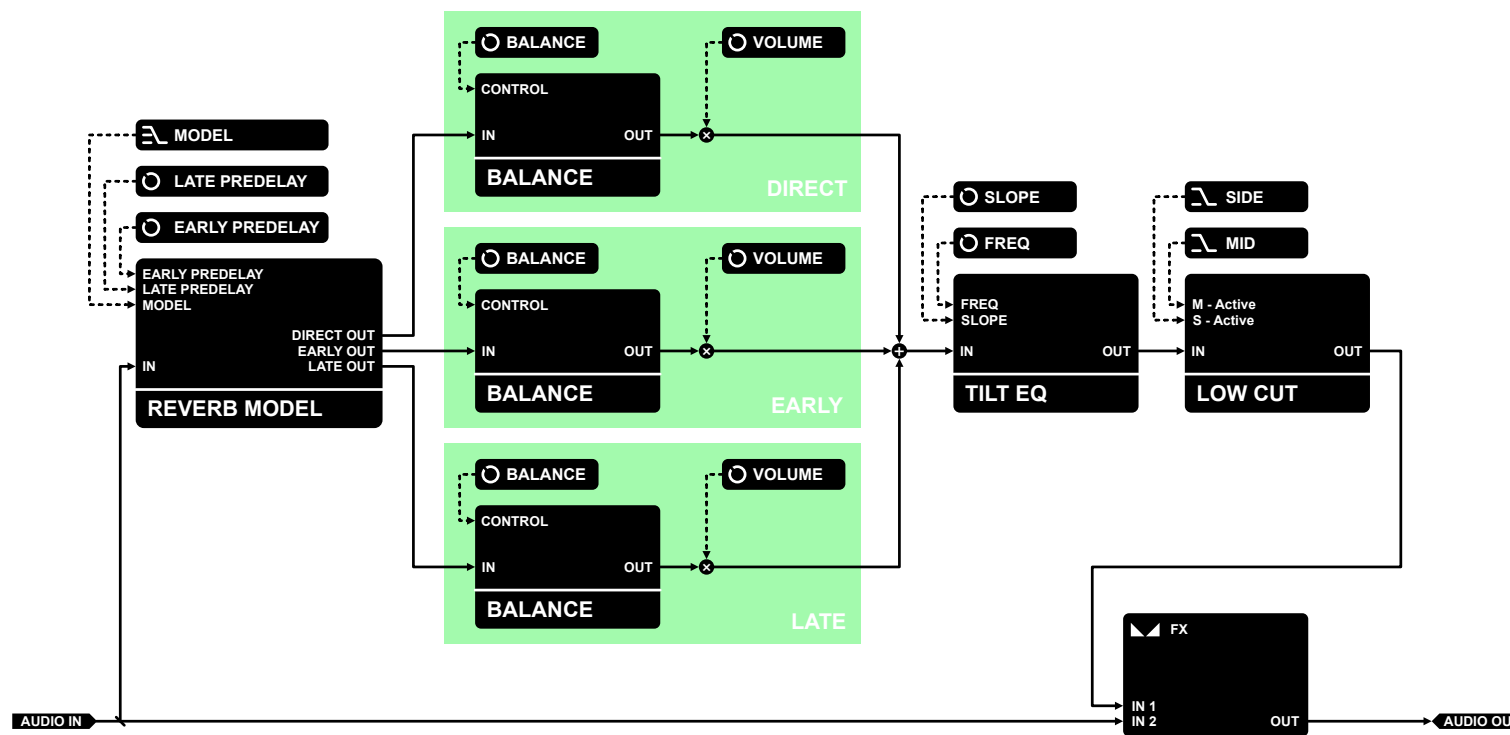 BALANCE
VOLUME
CONTROL
IN
OUT
BALANCE
DIRECT
MODEL
LATE PREDELAY
EARLY PREDELAY
EARLY PREDELAY
LATE PREDELAY
MODEL
DIRECT OUT
EARLY OUT
LATE OUT
IN
REVERB MODEL
BALANCE
VOLUME
CONTROL
IN
OUT
BALANCE
EARLY
BALANCE
VOLUME
CONTROL
IN
OUT
BALANCE
LATE
SLOPE
FREQ
FREQ
SLOPE
IN
OUT
TILT EQ
SIDE
MID
M - Active
S - Active
IN
OUT
LOW CUT
FX
IN 1
IN 2
OUT
AUDIO IN
AUDIO OU